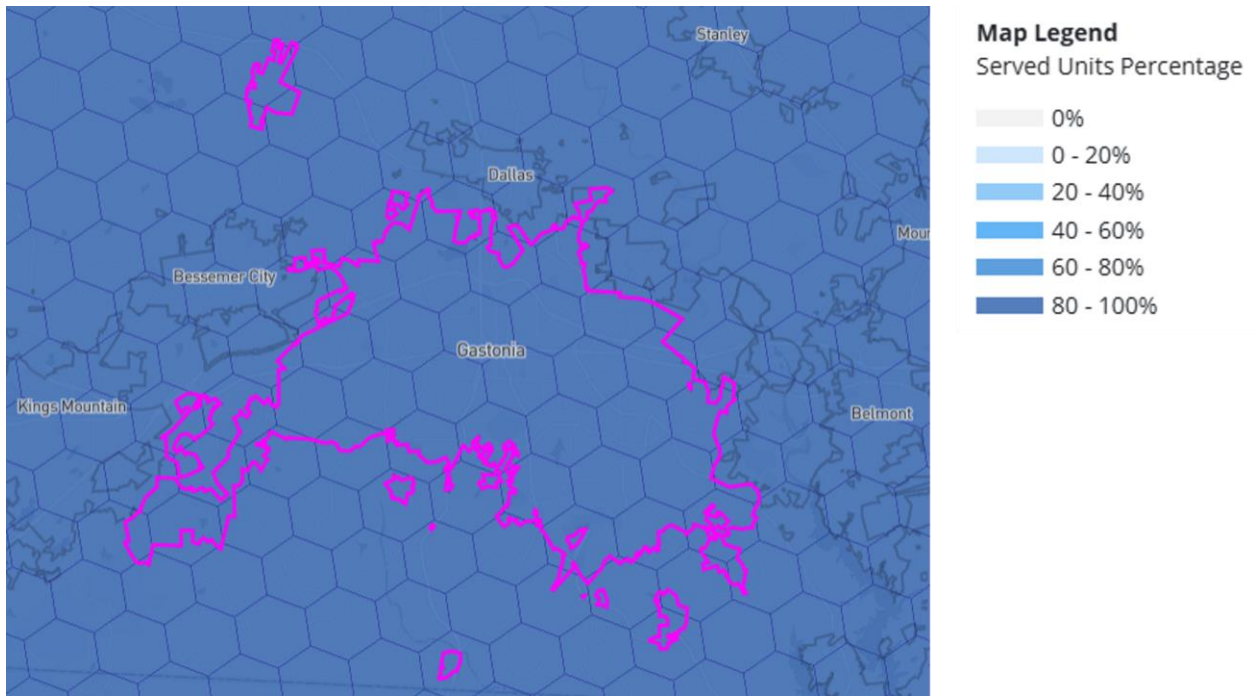 Stanley
Dallas
Bessemer City
Gastonia
Kings Mountain
Belmont
Map Legend
Served Units Percentage
0%
0 - 20%
20 - 40%
40 - 60%
60 - 80%
80 - 100%